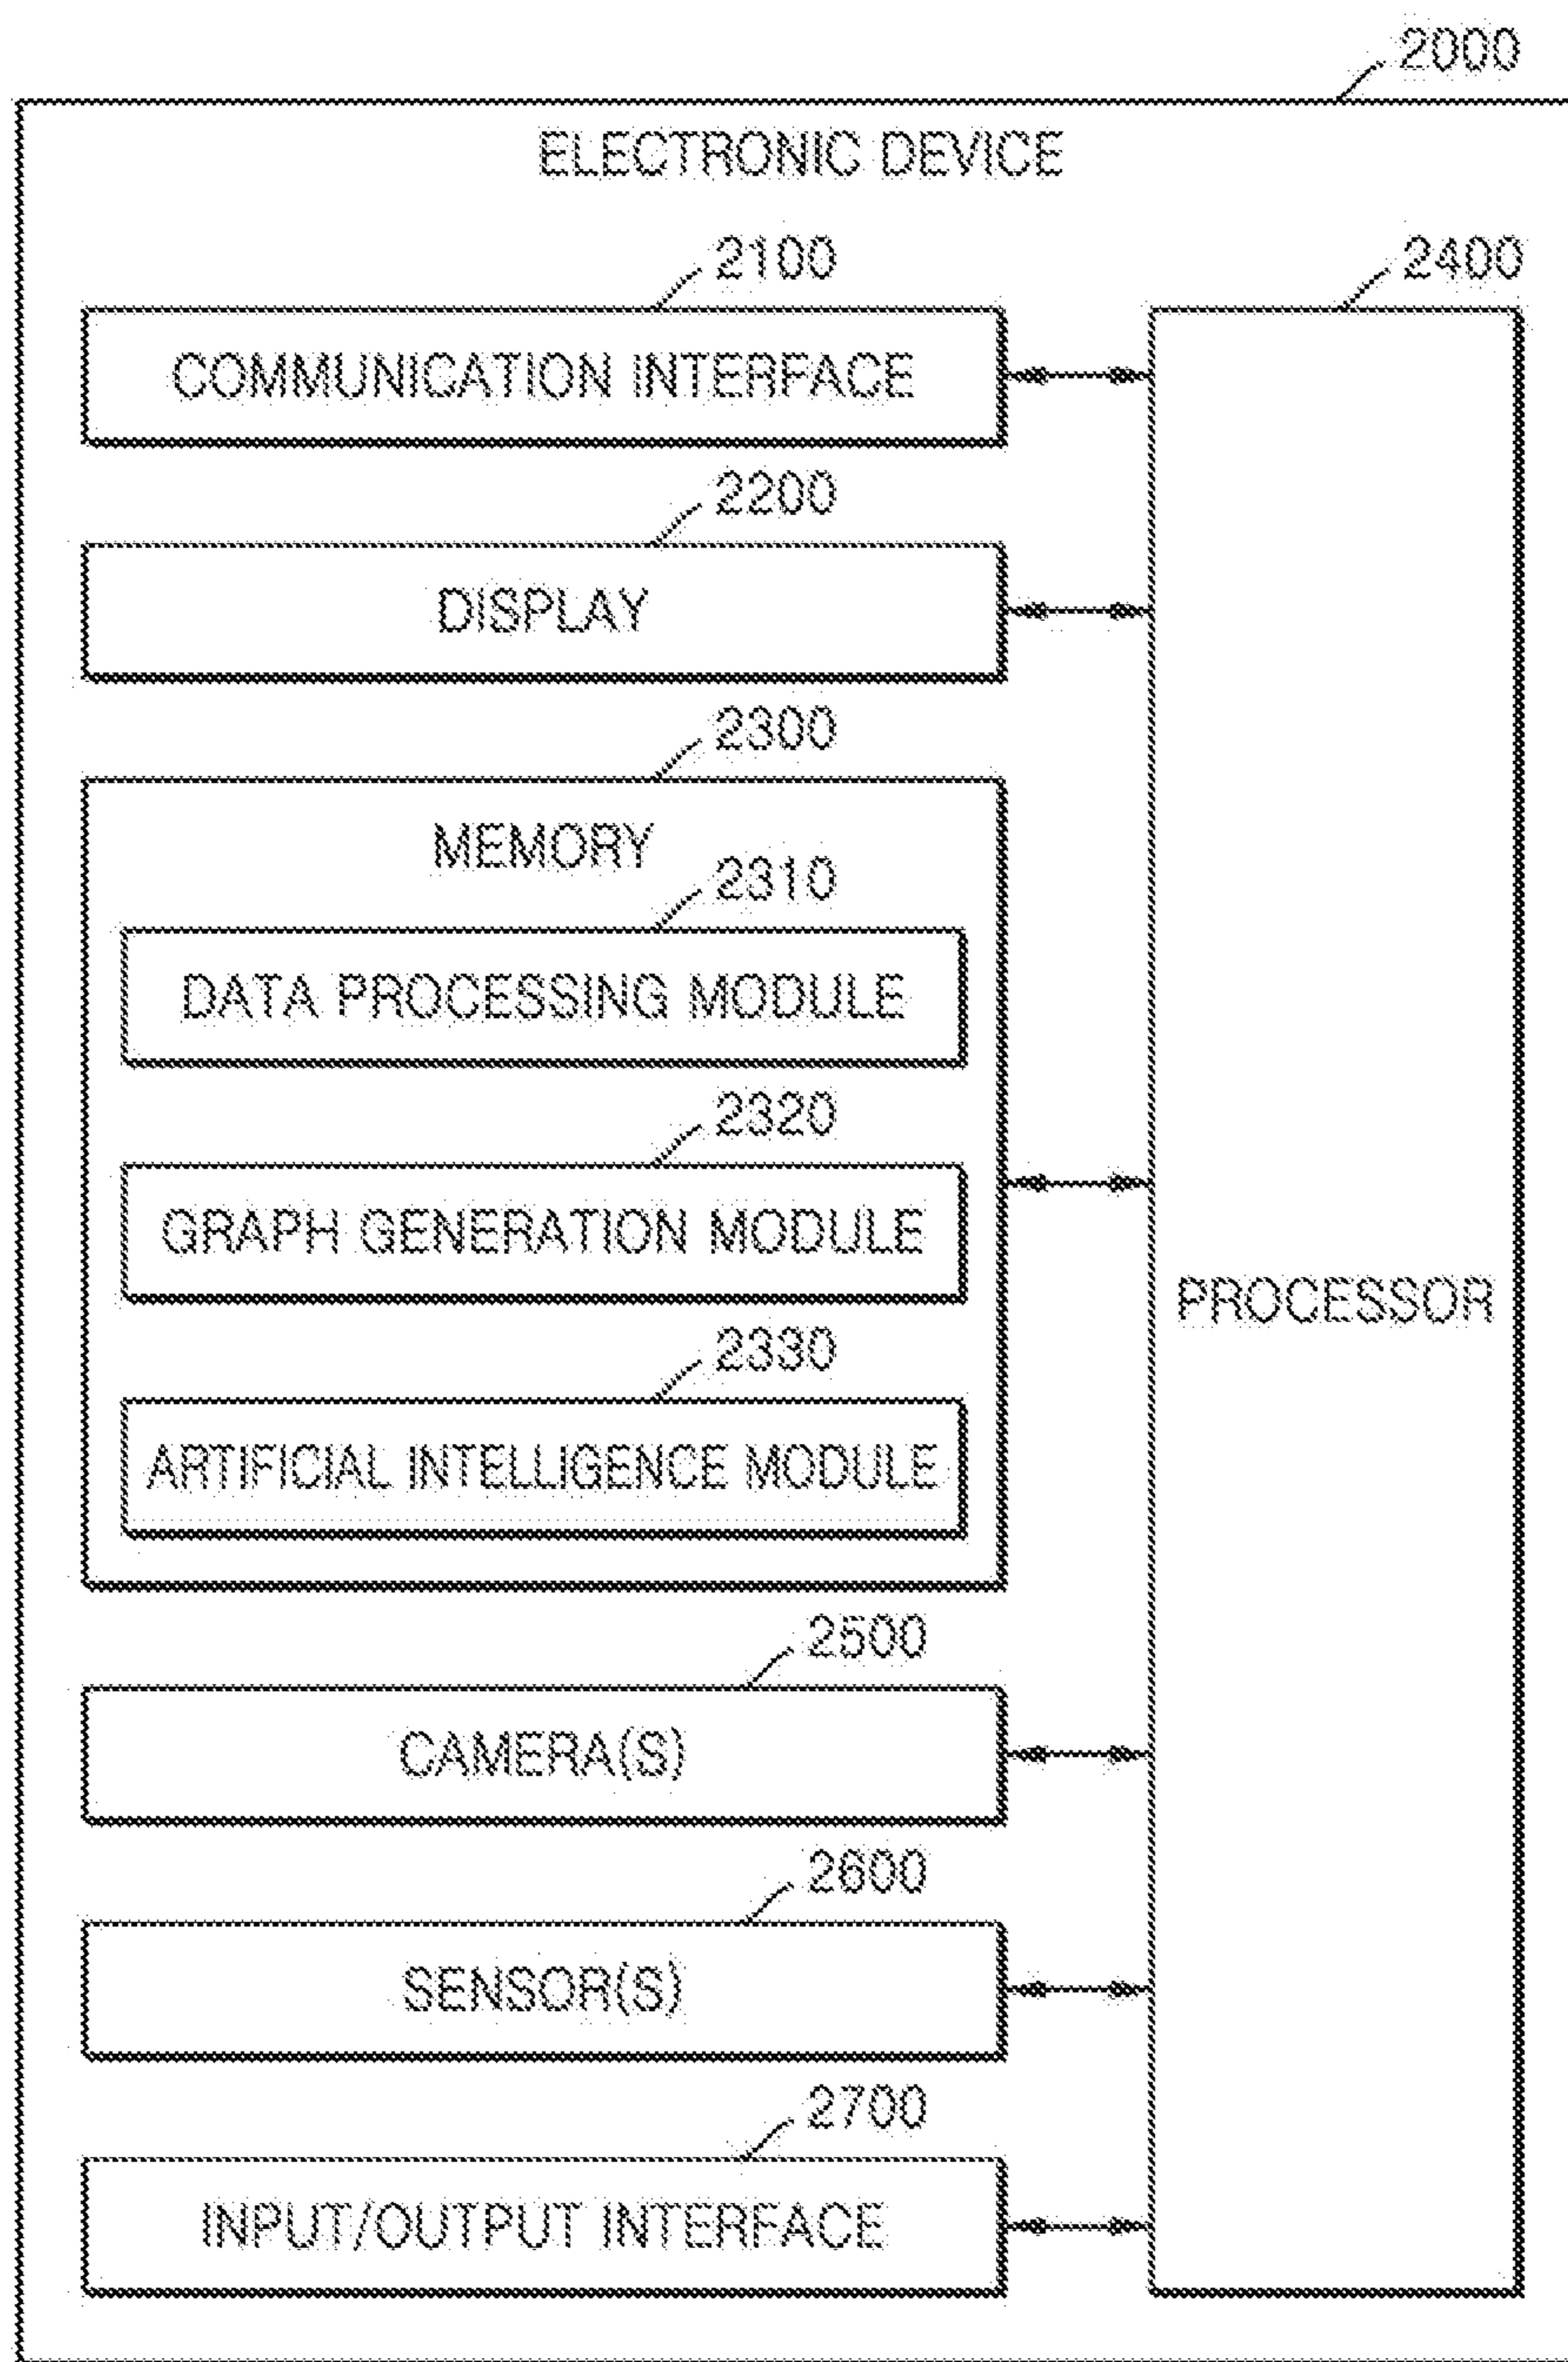 2000
ELECTRONIC DEVICE
2100
COMMUNICATION INTERFACE
2200
DISPLAY
2300
MEMORY
2310
DATA PROCESSING MODULE
2320
GRAPH GENERATION MODULE
2330
ARTIFICIAL INTELLIGENCE MODULE
2400
PROCESSOR
2500
CAMERA(S)
2600
SENSOR(S)
2700
INPUT/OUTPUT INTERFACE